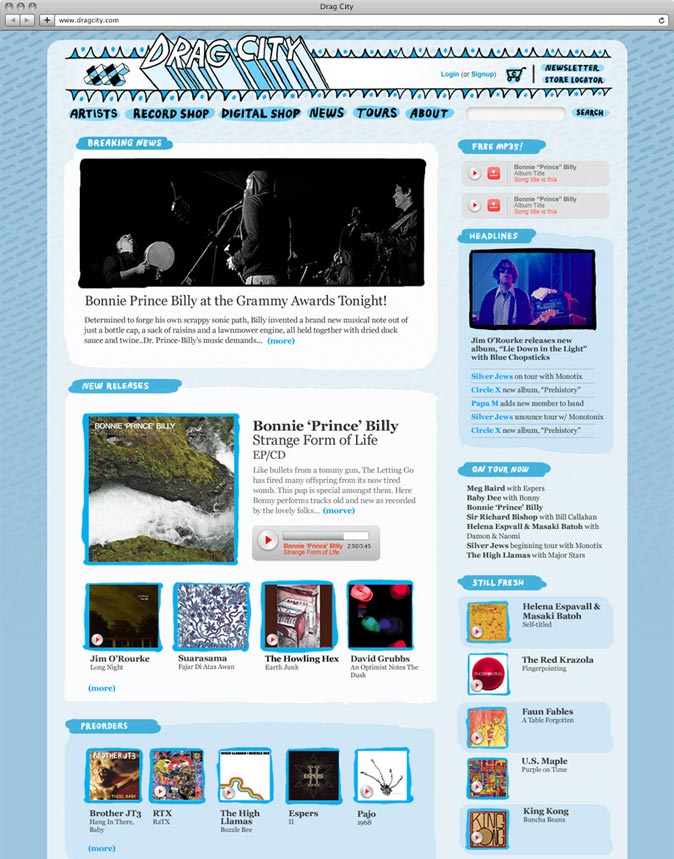 Drag City
www.dragcity.com
DRAG CITY
Login (or Signup)
NEWSLETTER
STORE LOCATOR
ARTISTS RECORD SHOP DIGITAL SHOP NEWS TOURS ABOUT
SEARCH
BREAKING NEWS
Bonnie Prince Billy at the Grammy Awards Tonight!
Determined to forge his own scrappy sonic path, Billy invented a brand new musical note out of
just a bottle cap, a sack of raisins and a lawnmower engine, all held together with dried duck
sauce and twine..Dr. Prince-Billy's music demands... (more)
NEW RELEASES
BONNIE 'PRINCE' BILLY
Bonnie 'Prince' Billy
Strange Form of Life
EP/CD
Like bullets from a tommy gun, The Letting Go
has fired many offspring from its now tired
womb. This pup is special amongst them. Here
Bonny performs tracks old and new as recorded
by the lovely folks... (morve)
Bonnie 'Prince' Billy 2:50/3.45
Strange Form of Life
Jim O'Rourke
Long Night
Suarasama
Fajar Di Atas Awan
The Howling Hex
Earth Junk
David Grubbs
An Optimist Notes The
Dusk
(more)
PREORDERS
BROTHER JT3
HIGH LLAMAS•BUZZLE BEE
ESPERS
Brother JT3
Hang In There,
Baby
RTX
RaTX
The High
Llamas
Buzzle Bee
Espers
II
Pajo
1968
(more)
FREE MP3S!
Bonnie "Prince" Billy
Album Title
Song title is this
Bonnie "Prince" Billy
Album Title
Song title is this
HEADLINES
Jim O'Rourke releases new
album, "Lie Down in the Light"
with Blue Chopsticks
Silver Jews on tour with Monotix
Circle X new album, "Prehistory"
Papa M adds new member to band
Silver Jews nnounce tour w/ Monotonix
Circle X new album, "Prehistory"
ON TOUR NOW
Meg Baird with Espers
Baby Dee with Bonny
Bonnie 'Prince' Billy
Sir Richard Bishop with Bill Callahan
Helena Espvall & Masaki Batoh with
Damon & Naomi
Silver Jews beginning tour with Monotix
The High Llamas with Major Stars
STILL FRESH
Helena Espavall &
Masaki Batoh
Self-titled
The Red Krazola
Fingerpointing
Faun Fables
A Table Forgotten
U.S. Maple
Purple on Time
KING
KONG
King Kong
Buncha Beans